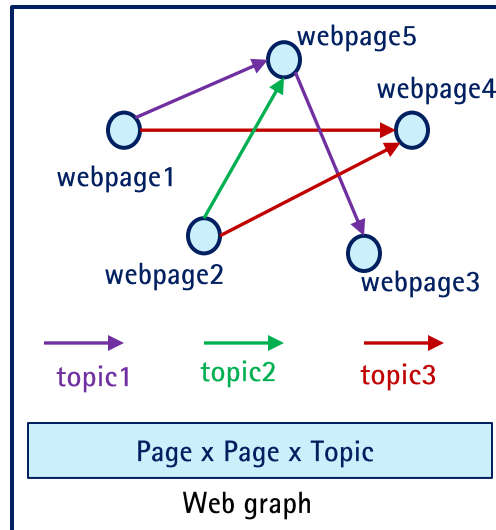 webpage5
webpage4
webpage1
webpage2
webpage3
topic1
topic2
topic3
Page x Page x Topic
Web graph